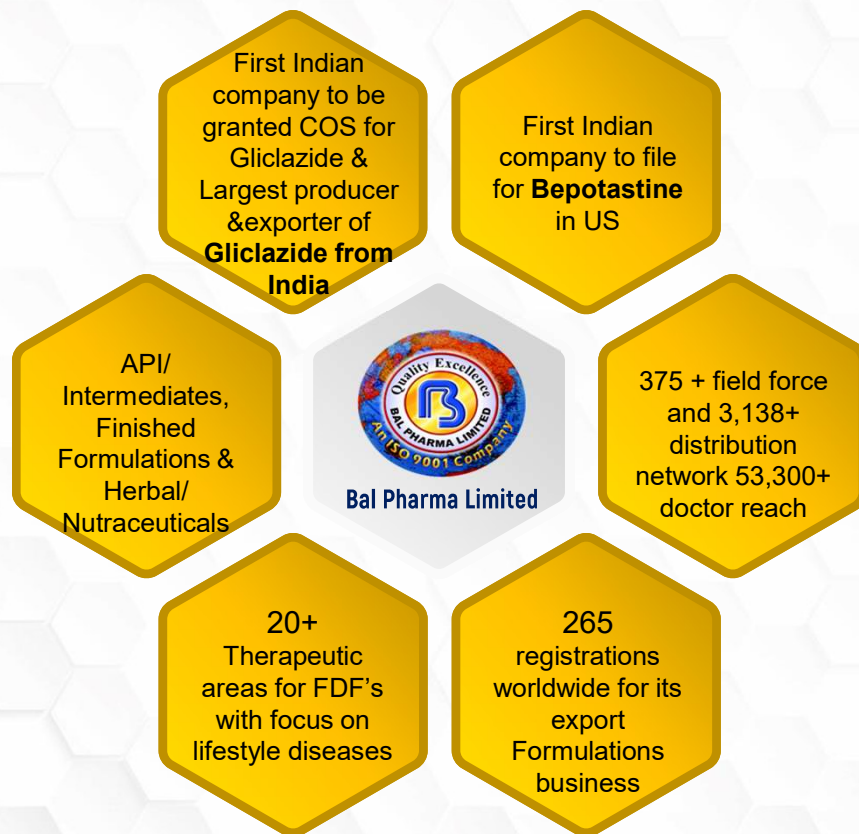 First Indian
company to be
granted COS for
Gliclazide &
Largest producer
&exporter of
Gliclazide from
India
First Indian
company to file
for Bepotastine
in US
API/
Intermediates,
Finished
Formulations &
Herbal/
Nutraceuticals
Quality Excellence
BAL PHARMA LIMITED
An ISO 9001 Company
Bal Pharma Limited
375 + field force
and 3,138+
distribution
network 53,300+
doctor reach
20+
Therapeutic
areas for FDF's
with focus on
lifestyle diseases
265
registrations
worldwide for its
export
Formulations
business